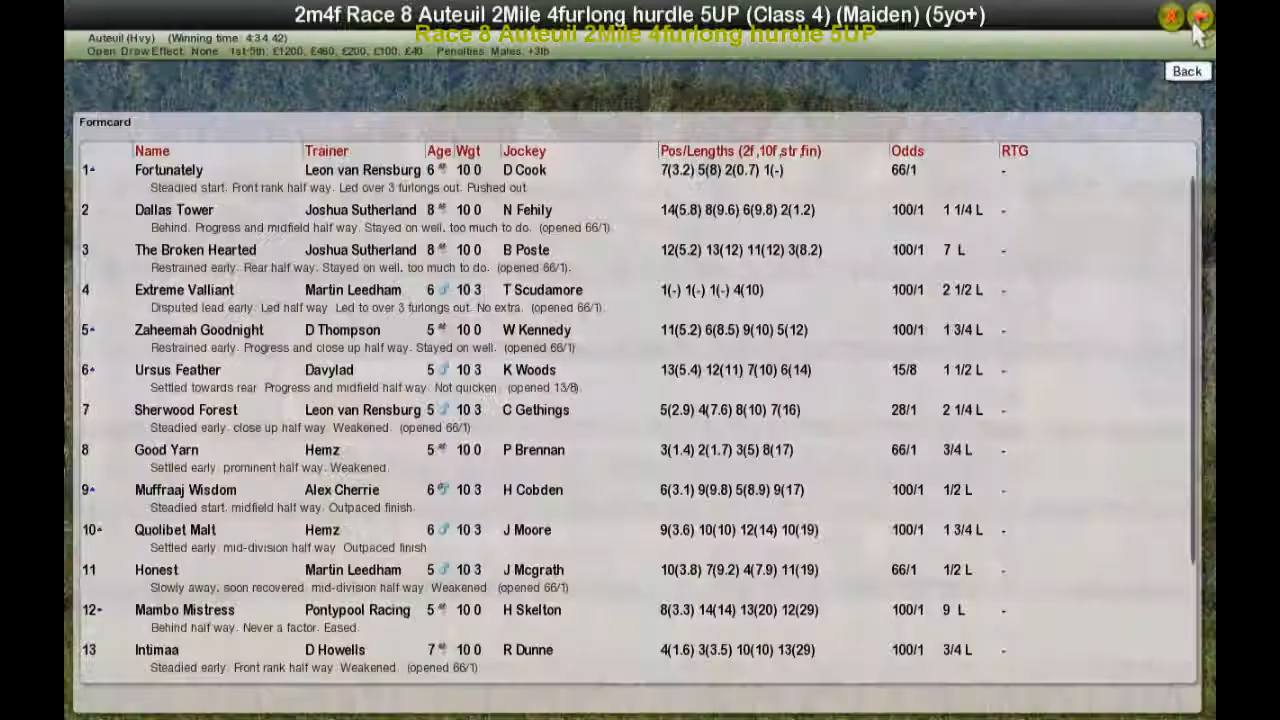 2m4f Race 8 Auteuil 2Mile 4furlong hurdle 5UP (Class 4) (Maiden) (5yo+)
Race 8 Auteuil 2Mile 4furlong hurdle 5UP
Auteuil (Hvy) (Winning time: 4:34.42)
Open. Draw Effect: None. 1st-5th: £1200, £460, £200, £100, £40 Penalties: Males, +3lb
Back
Formcard
Name Trainer Age Wgt Jockey Pos/Lengths (2f,10f,str,fin) Odds RTG
1 Fortunately Leon van Rensburg 6 10 0 D Cook 7(3.2) 5(8) 2(0.7) 1(-) 66/1 -
Steadied start. Front rank half way. Led over 3 furlongs out. Pushed out.
2 Dallas Tower Joshua Sutherland 8 10 0 N Fehily 14(5.8) 8(9.6) 6(9.8) 2(1.2) 100/1 1 1/4 L -
Behind. Progress and midfield half way. Stayed on well, too much to do. (opened 66/1).
3 The Broken Hearted Joshua Sutherland 8 10 0 B Poste 12(5.2) 13(12) 11(12) 3(8.2) 100/1 7 L -
Restrained early. Rear half way. Stayed on well, too much to do. (opened 66/1).
4 Extreme Valliant Martin Leedham 6 10 3 T Scudamore 1(-) 1(-) 1(-) 4(10) 100/1 2 1/2 L -
Disputed lead early. Led half way. Led to over 3 furlongs out. No extra. (opened 66/1).
5 Zaheemah Goodnight D Thompson 5 10 0 W Kennedy 11(5.2) 6(8.5) 9(10) 5(12) 100/1 1 3/4 L -
Restrained early. Progress and close up half way. Stayed on well. (opened 66/1)
6 Ursus Feather Davylad 5 10 3 K Woods 13(5.4) 12(11) 7(10) 6(14) 15/8 1 1/2 L -
Settled towards rear. Progress and midfield half way. Not quicken. (opened 13/8).
7 Sherwood Forest Leon van Rensburg 5 10 3 C Gethings 5(2.9) 4(7.6) 8(10) 7(16) 28/1 2 1/4 L -
Steadied early. close up half way. Weakened. (opened 66/1)
8 Good Yarn Hemz 5 10 0 P Brennan 3(1.4) 2(1.7) 3(5) 8(17) 66/1 3/4 L -
Settled early. prominent half way. Weakened.
9 Muffraaj Wisdom Alex Cherrie 6 10 3 H Cobden 6(3.1) 9(9.8) 5(8.9) 9(17) 100/1 1/2 L -
Steadied start. midfield half way. Outpaced finish.
10 Quolibet Malt Hemz 6 10 3 J Moore 9(3.6) 10(10) 12(14) 10(19) 100/1 1 3/4 L -
Settled early. mid-division half way. Outpaced finish
11 Honest Martin Leedham 5 10 3 J Mcgrath 10(3.8) 7(9.2) 4(7.9) 11(19) 66/1 1/2 L -
Slowly away, soon recovered. mid-division half way. Weakened. (opened 66/1)
12 Mambo Mistress Pontypool Racing 5 10 0 H Skelton 8(3.3) 14(14) 13(20) 12(29) 100/1 9 L -
Behind half way. Never a factor. Eased.
13 Intimaa D Howells 7 10 0 R Dunne 4(1.6) 3(3.5) 10(10) 13(29) 100/1 3/4 L -
Steadied early. Front rank half way. Weakened. (opened 66/1)